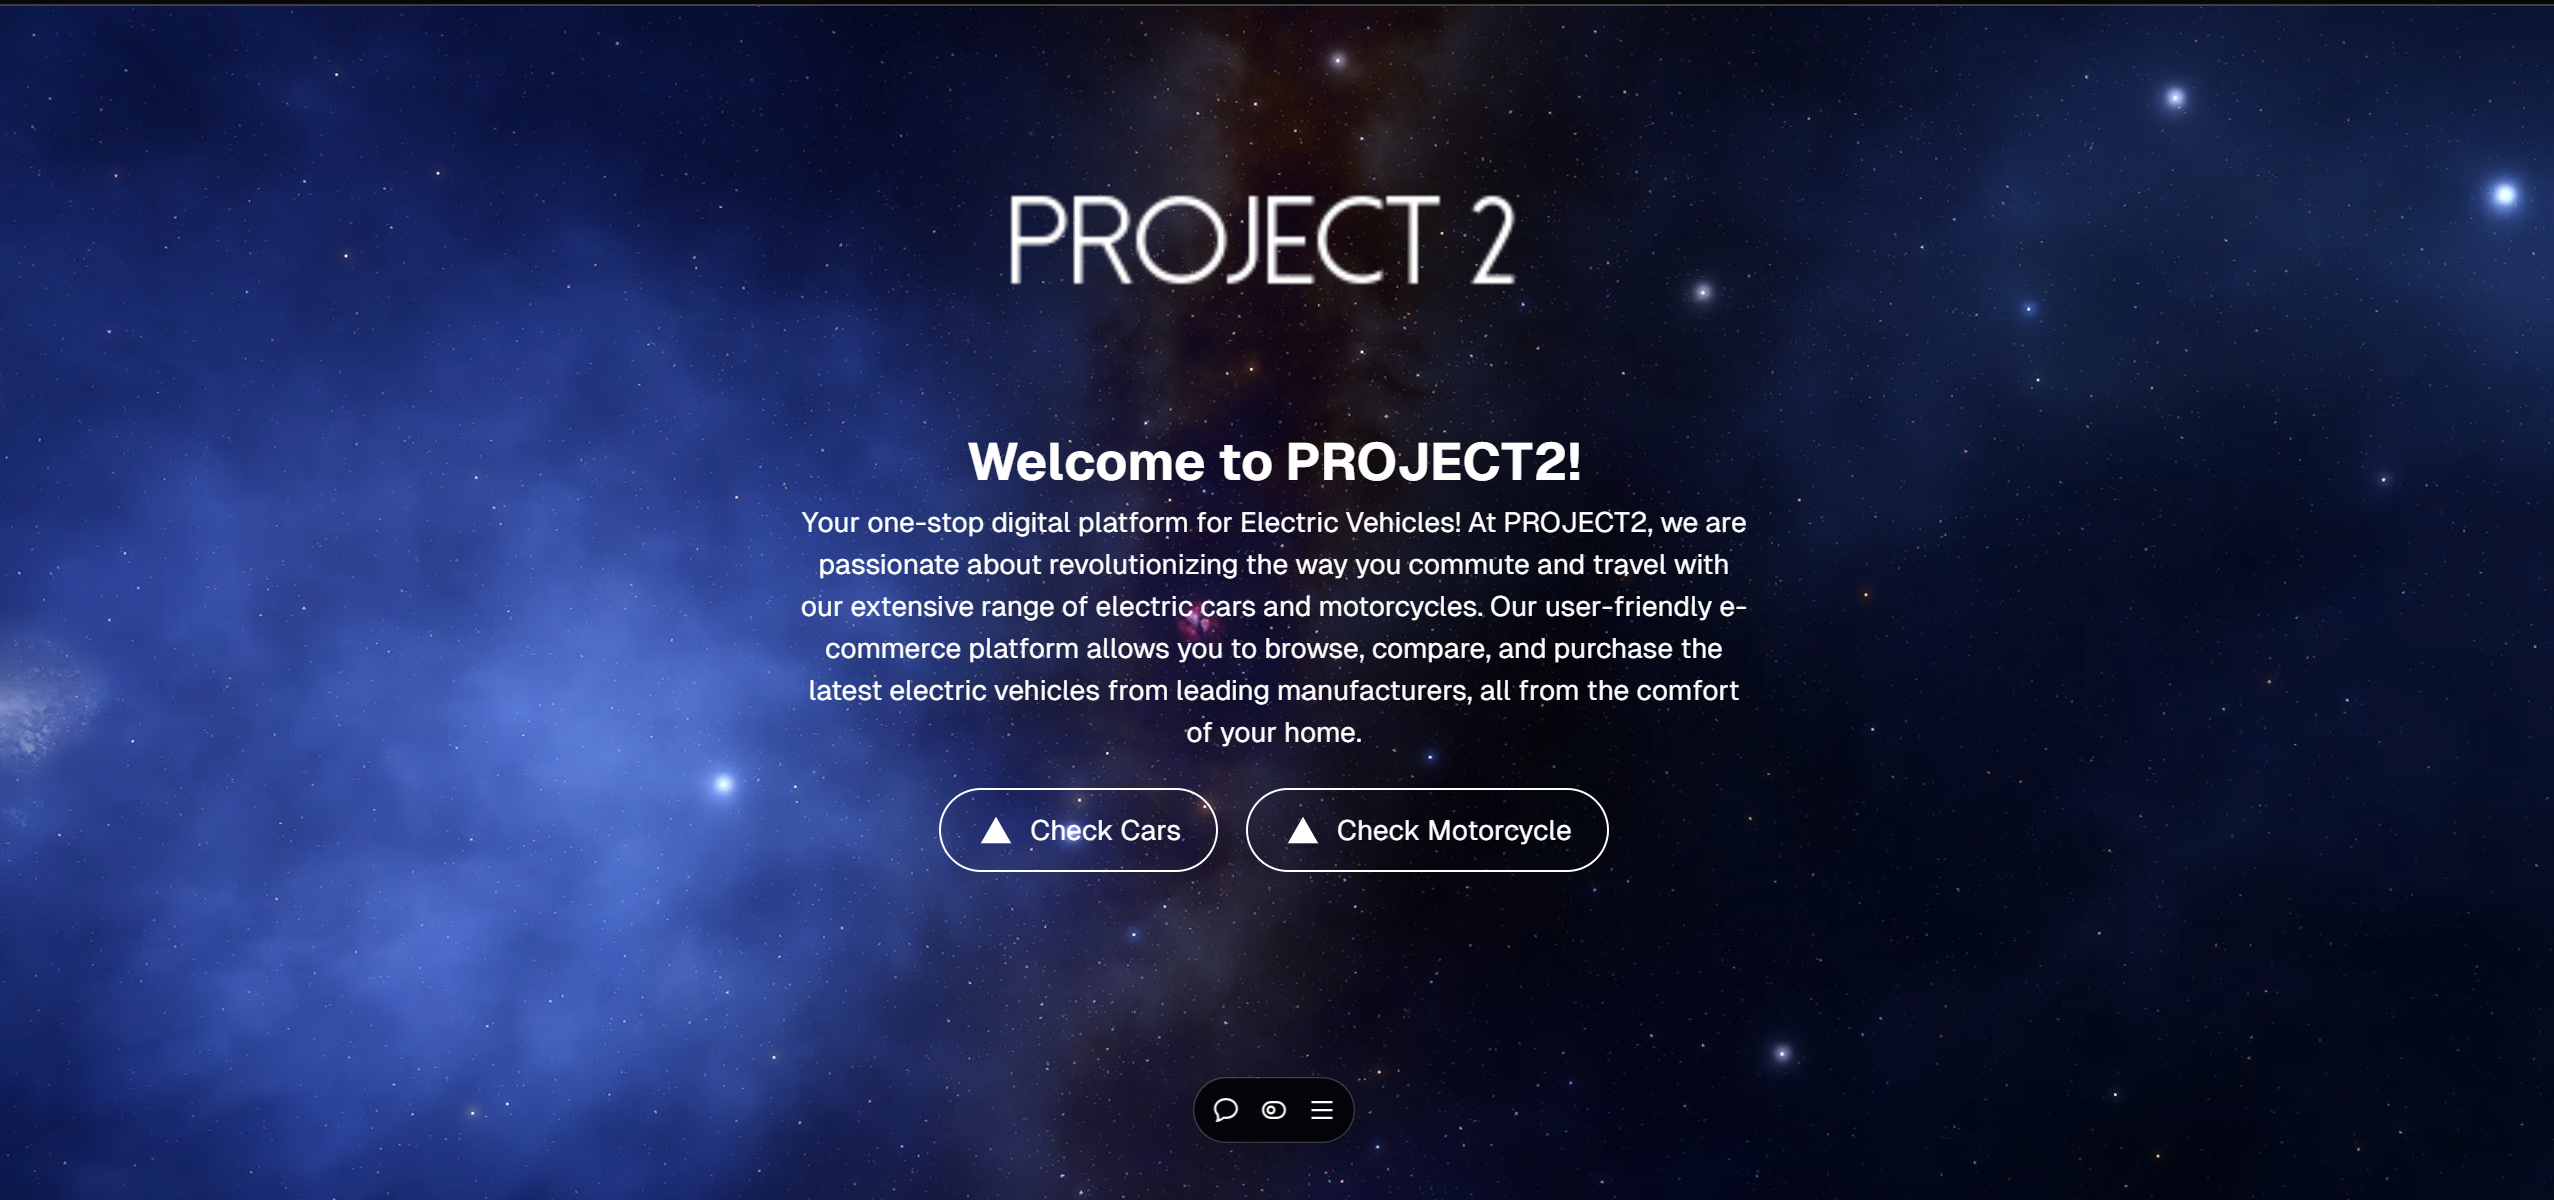 PROJECT 2
Welcome to PROJECT2!
Your one-stop digital platform for Electric Vehicles! At PROJECT2, we are
passionate about revolutionizing the way you commute and travel with
our extensive range of electric cars and motorcycles. Our user-friendly e-
commerce platform allows you to browse, compare, and purchase the
latest electric vehicles from leading manufacturers, all from the comfort
of your home.
Check Cars
Check Motorcycle